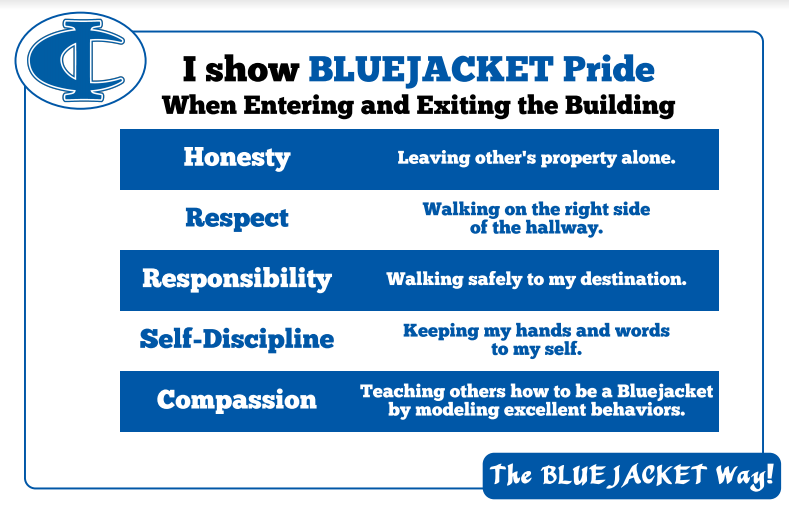 IC
I show BLUEJACKET Pride
When Entering and Exiting the Building
Honesty
Leaving other's property alone.
Respect
Walking on the right side
of the hallway.
Responsibility
Walking safely to my destination.
Self-Discipline
Keeping my hands and words
to my self.
Compassion
Teaching others how to be a Bluejacket
by modeling excellent behaviors.
The BLUEJACKET Way!